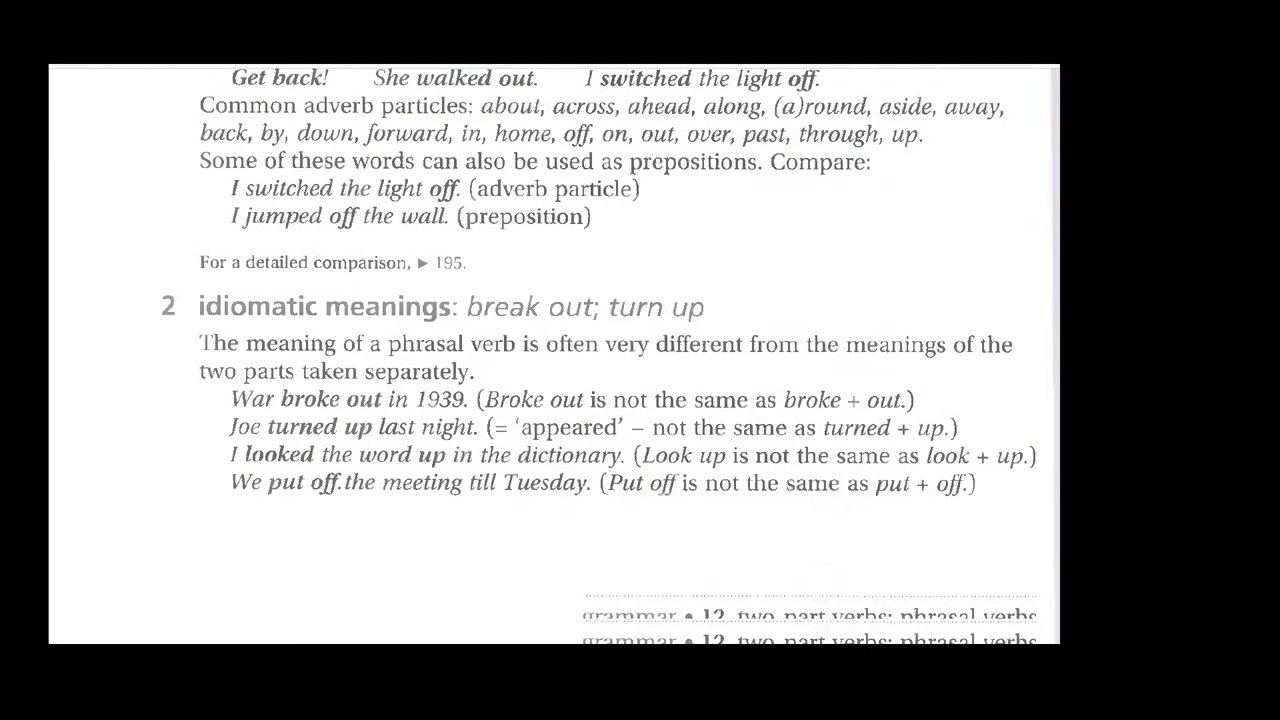 Get back! She walked out. I switched the light off.
Common adverb particles: about, across, ahead, along, (a)round, aside, away,
back, by, down, forward, in, home, off, on, out, over, past, through, up.
Some of these words can also be used as prepositions. Compare:
I switched the light off. (adverb particle)
I jumped off the wall. (preposition)
For a detailed comparison, ► 195.
2 idiomatic meanings: break out; turn up
The meaning of a phrasal verb is often very different from the meanings of the
two parts taken separately.
War broke out in 1939. (Broke out is not the same as broke + out.)
Joe turned up last night. (= ‘appeared’ – not the same as turned + up.)
I looked the word up in the dictionary. (Look up is not the same as look + up.)
We put off.the meeting till Tuesday. (Put off is not the same as put + off.)
grammar • 12 two part verbs: phrasal verbs
grammar • 12 two part verbs: phrasal verbs